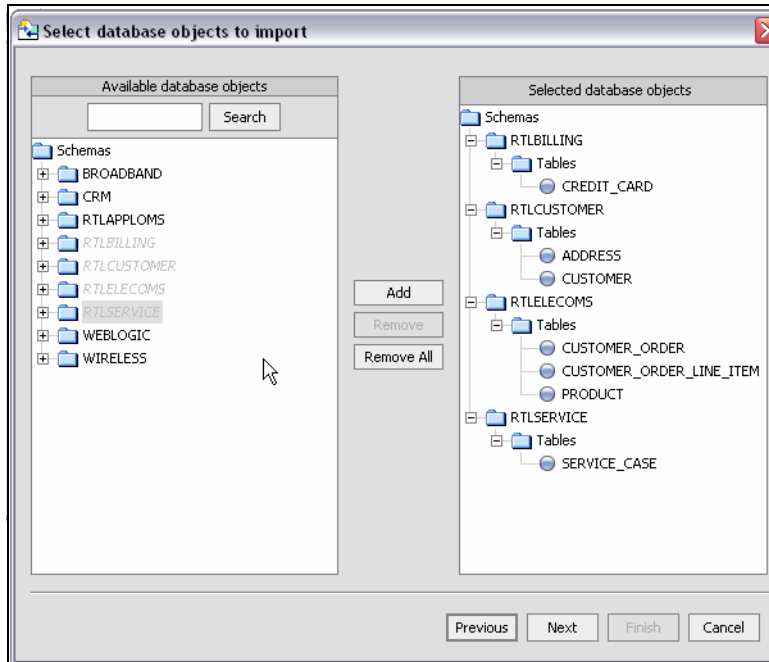 Select database objects to import
Available database objects
Search
Schemas
BROADBAND
CRM
RTLAPPLOMS
RTLBILLING
RTLCUSTOMER
RTLELECOMS
RTLSERVICE
WEBLOGIC
WIRELESS
Add
Remove
Remove All
Selected database objects
Schemas
RTLBILLING
Tables
CREDIT_CARD
RTLCUSTOMER
Tables
ADDRESS
CUSTOMER
RTLELECOMS
Tables
CUSTOMER_ORDER
CUSTOMER_ORDER_LINE_ITEM
PRODUCT
RTLSERVICE
Tables
SERVICE_CASE
Previous Next Finish Cancel